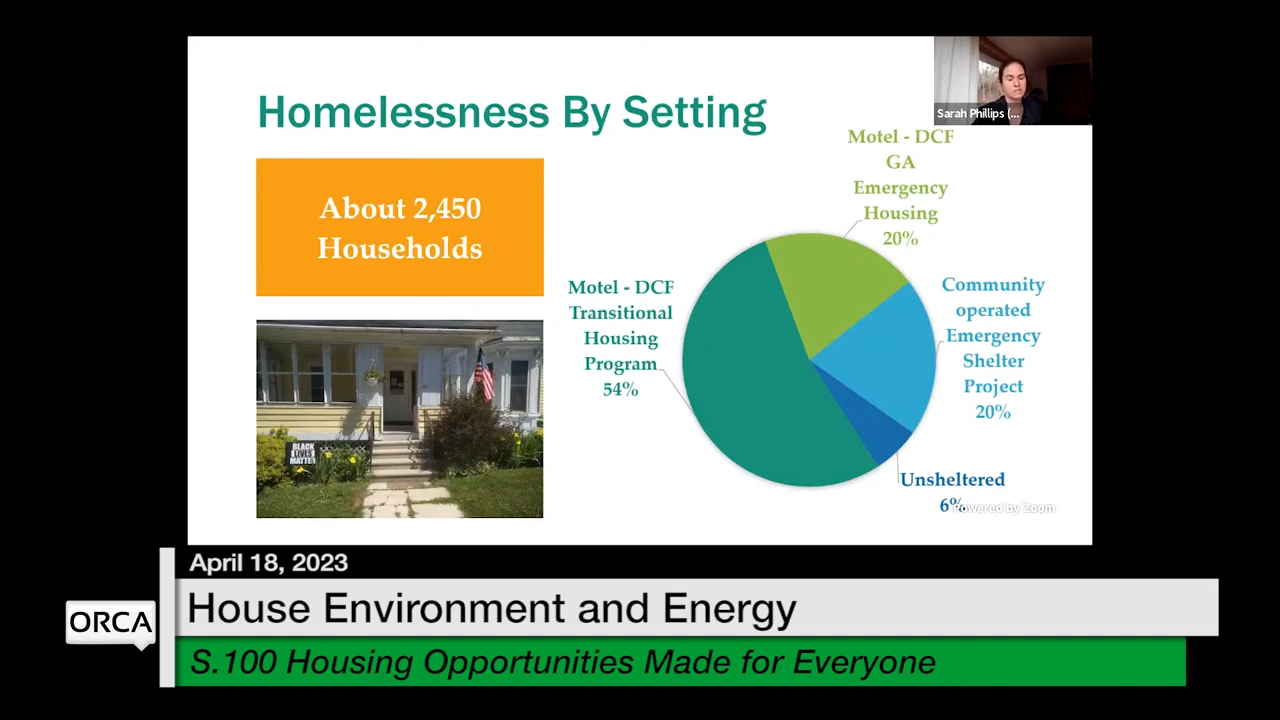 Homelessness By Setting
Sarah Phillips (...
About 2,450
Households
Motel - DCF
GA
Emergency
Housing
20%
Motel - DCF
Transitional
Housing
Program
54%
Community
operated
Emergency
Shelter
Project
20%
Unsheltered
6%
Powered by Zoom
BLACK
LIVES
MATTER
April 18, 2023
House Environment and Energy
ORCA
S.100 Housing Opportunities Made for Everyone